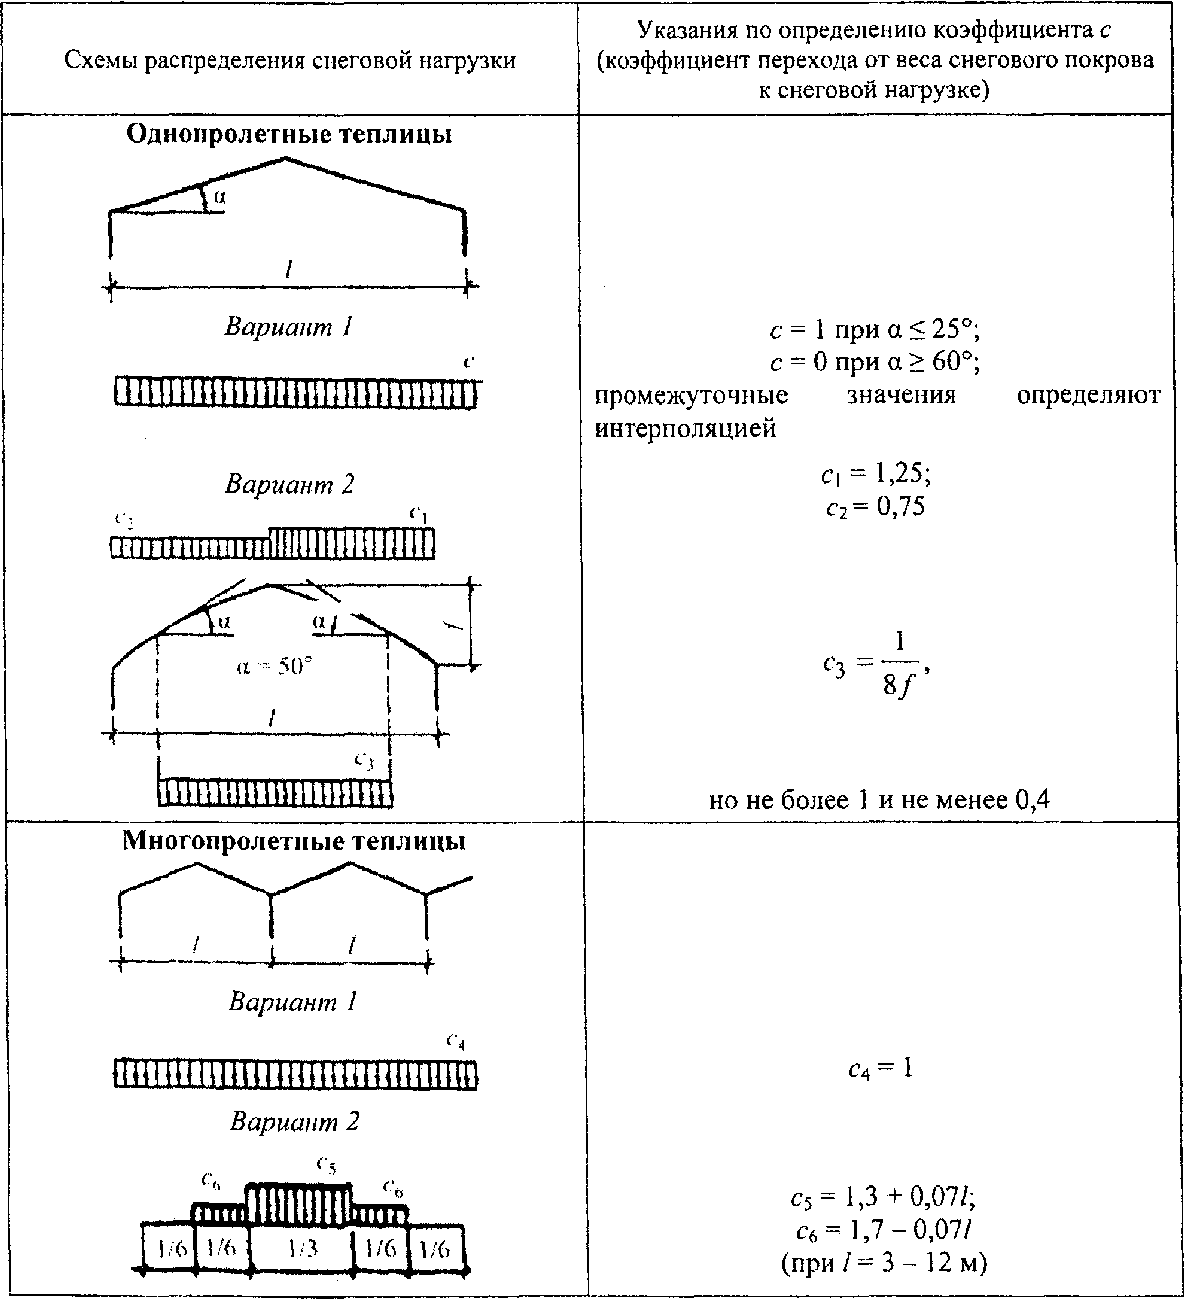 Схемы распределения снеговой нагрузки
Указания по определению коэффициента c
(коэффициент перехода от веса снегового покрова
к снеговой нагрузке)
Однопролетные теплицы
α
l
Вариант 1
c
c = 1 при α ≤ 25°;
c = 0 при α ≥ 60°;
промежуточные значения определяют
интерполяцией
Вариант 2
c₂ c₁
c₁ = 1,25;
c₂ = 0,75
α α
α = 50°
l
c₃
c₃ = 1/8f,
но не более 1 и не менее 0,4
Многопролетные теплицы
l l
Вариант 1
c₄
c₄ = 1
Вариант 2
c₆ c₅ c₆
1/6 1/6 1/3 1/6 1/6
c₅ = 1,3 + 0,07l;
c₆ = 1,7 – 0,07l
(при l = 3 – 12 м)